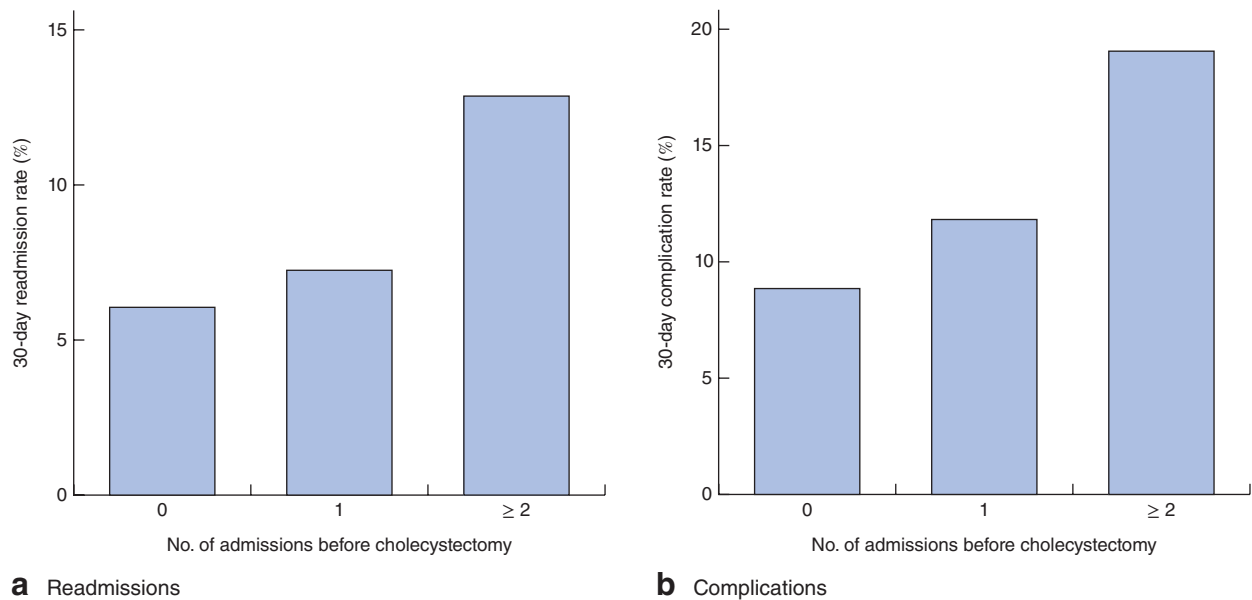 15
10
5
0
30-day readmission rate (%)
0
1
≥ 2
No. of admissions before cholecystectomy
a Readmissions
20
15
10
5
0
30-day complication rate (%)
0
1
≥ 2
No. of admissions before cholecystectomy
b Complications